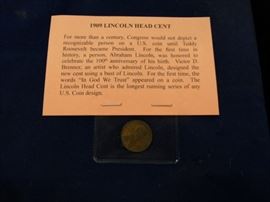 1909 LINCOLN HEAD CENT
For more than a century, Congress would not depict a
recognizable person on a U.S. coin until Teddy
Roosevelt became President. For the first time in
history, a person, Abraham Lincoln, was honored to
celebrate the 100th anniversary of his birth. Victor D.
Brenner, an artist who admired Lincoln, designed the
new cent using a bust of Lincoln. For the first time, the
words "In God We Trust" appeared on a coin. The
Lincoln Head Cent is the longest running series of any
U.S. Coin design.